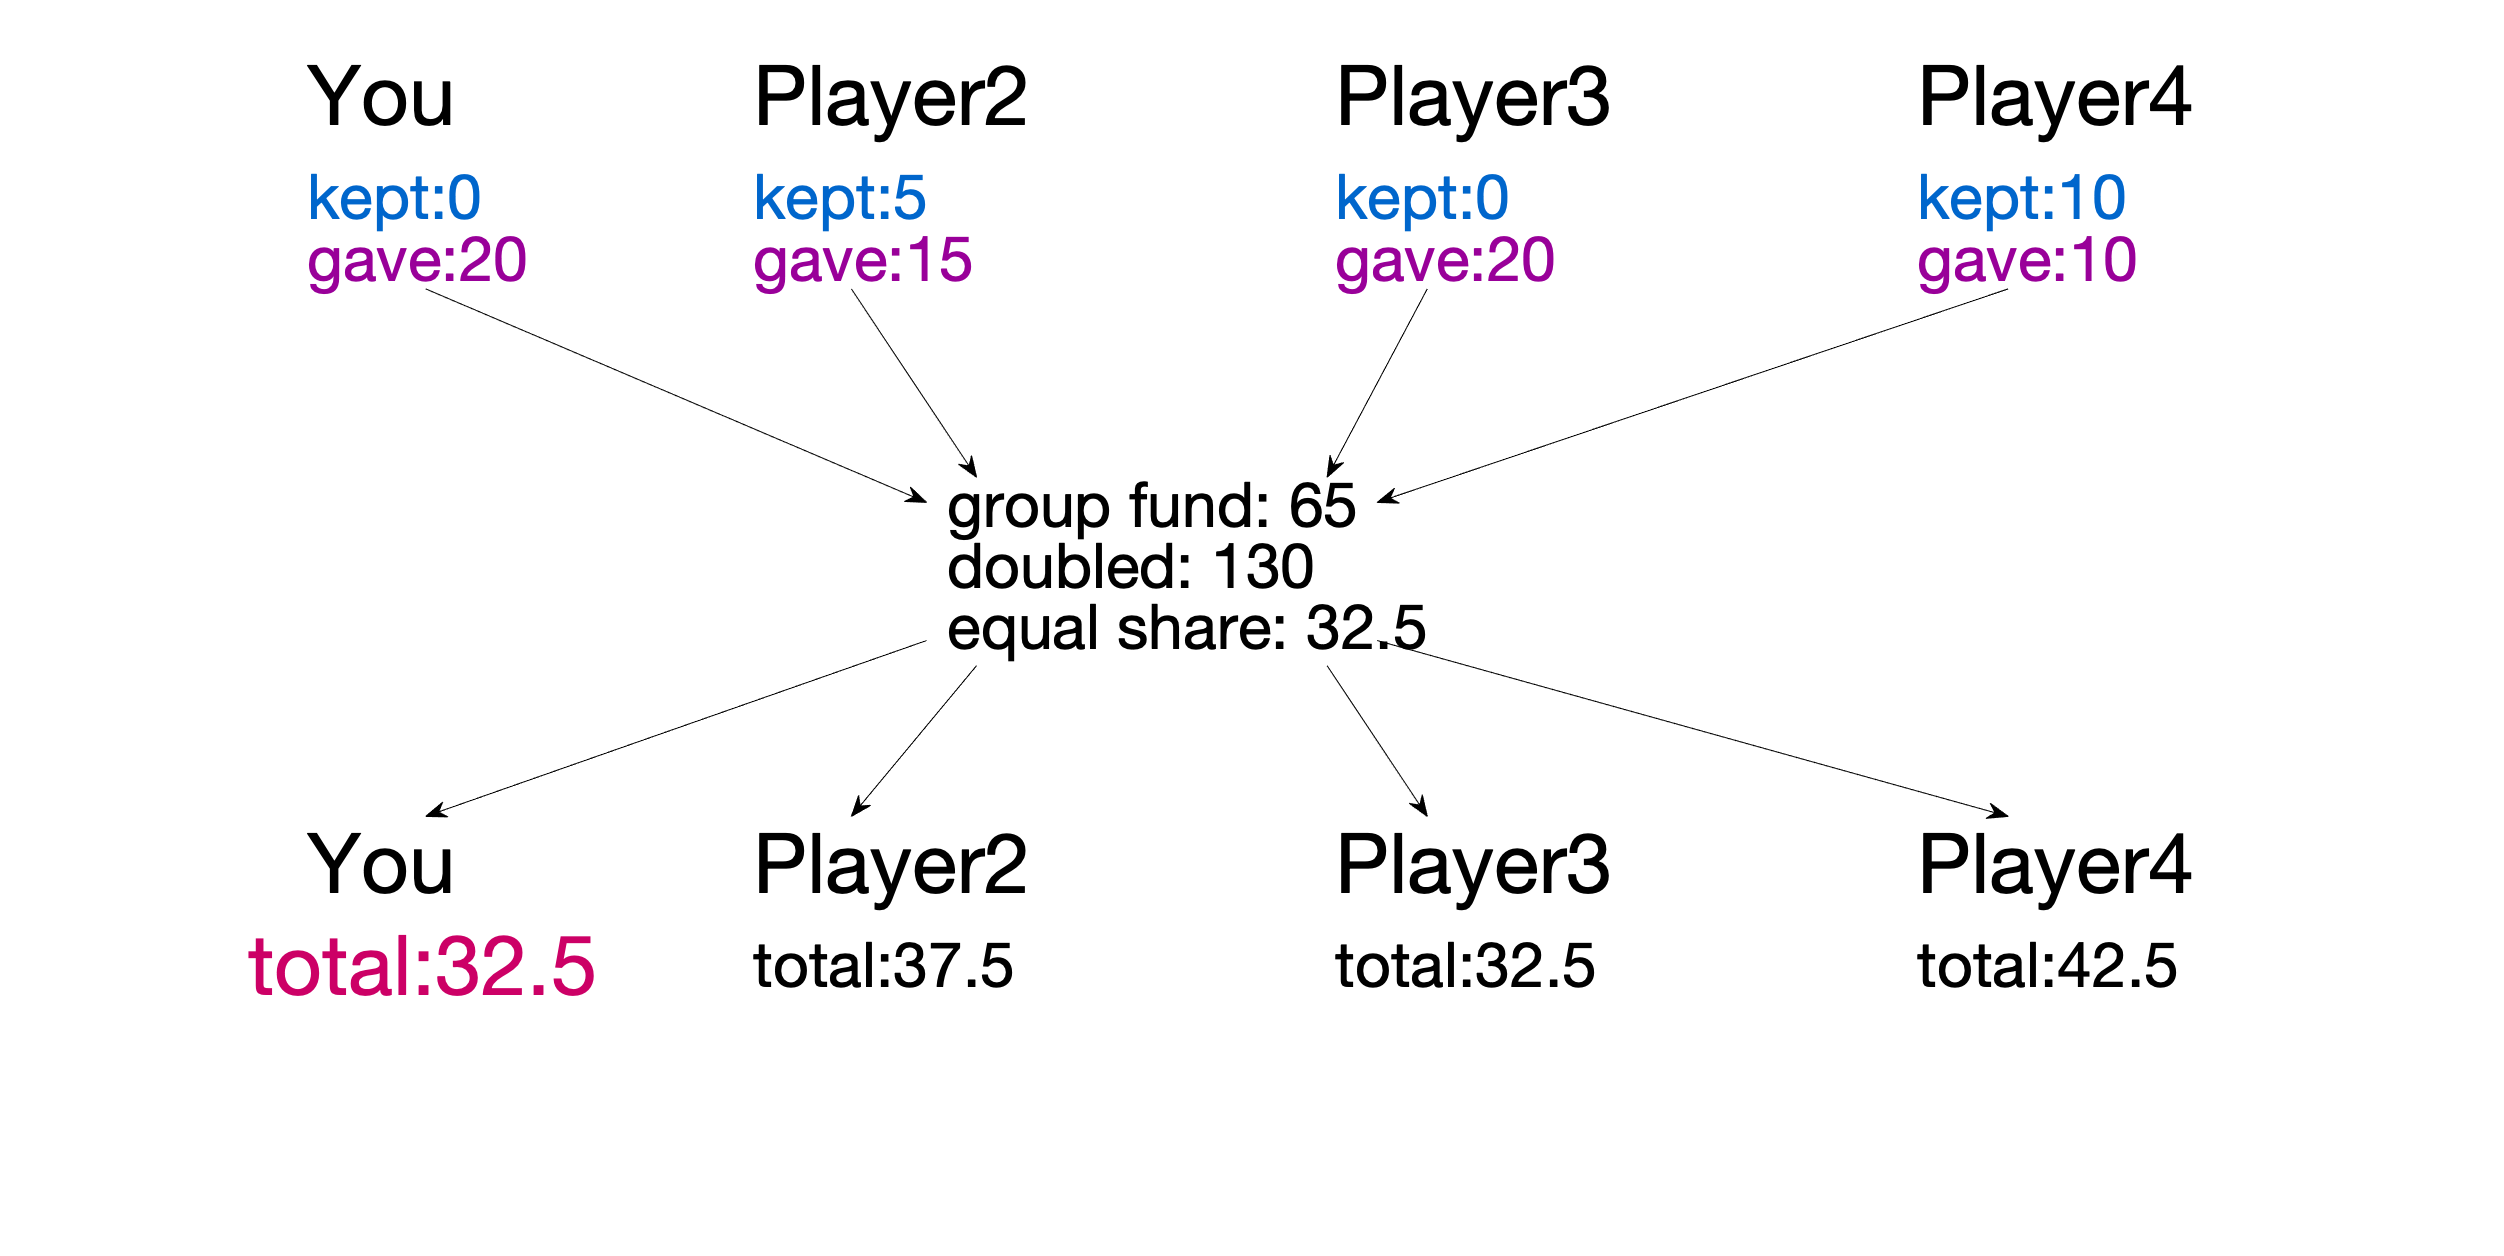 You Player2 Player3 Player4
kept:0 kept:5 kept:0 kept:10
gave:20 gave:15 gave:20 gave:10
group fund: 65
doubled: 130
equal share: 32.5
You Player2 Player3 Player4
total:32.5 total:37.5 total:32.5 total:42.5